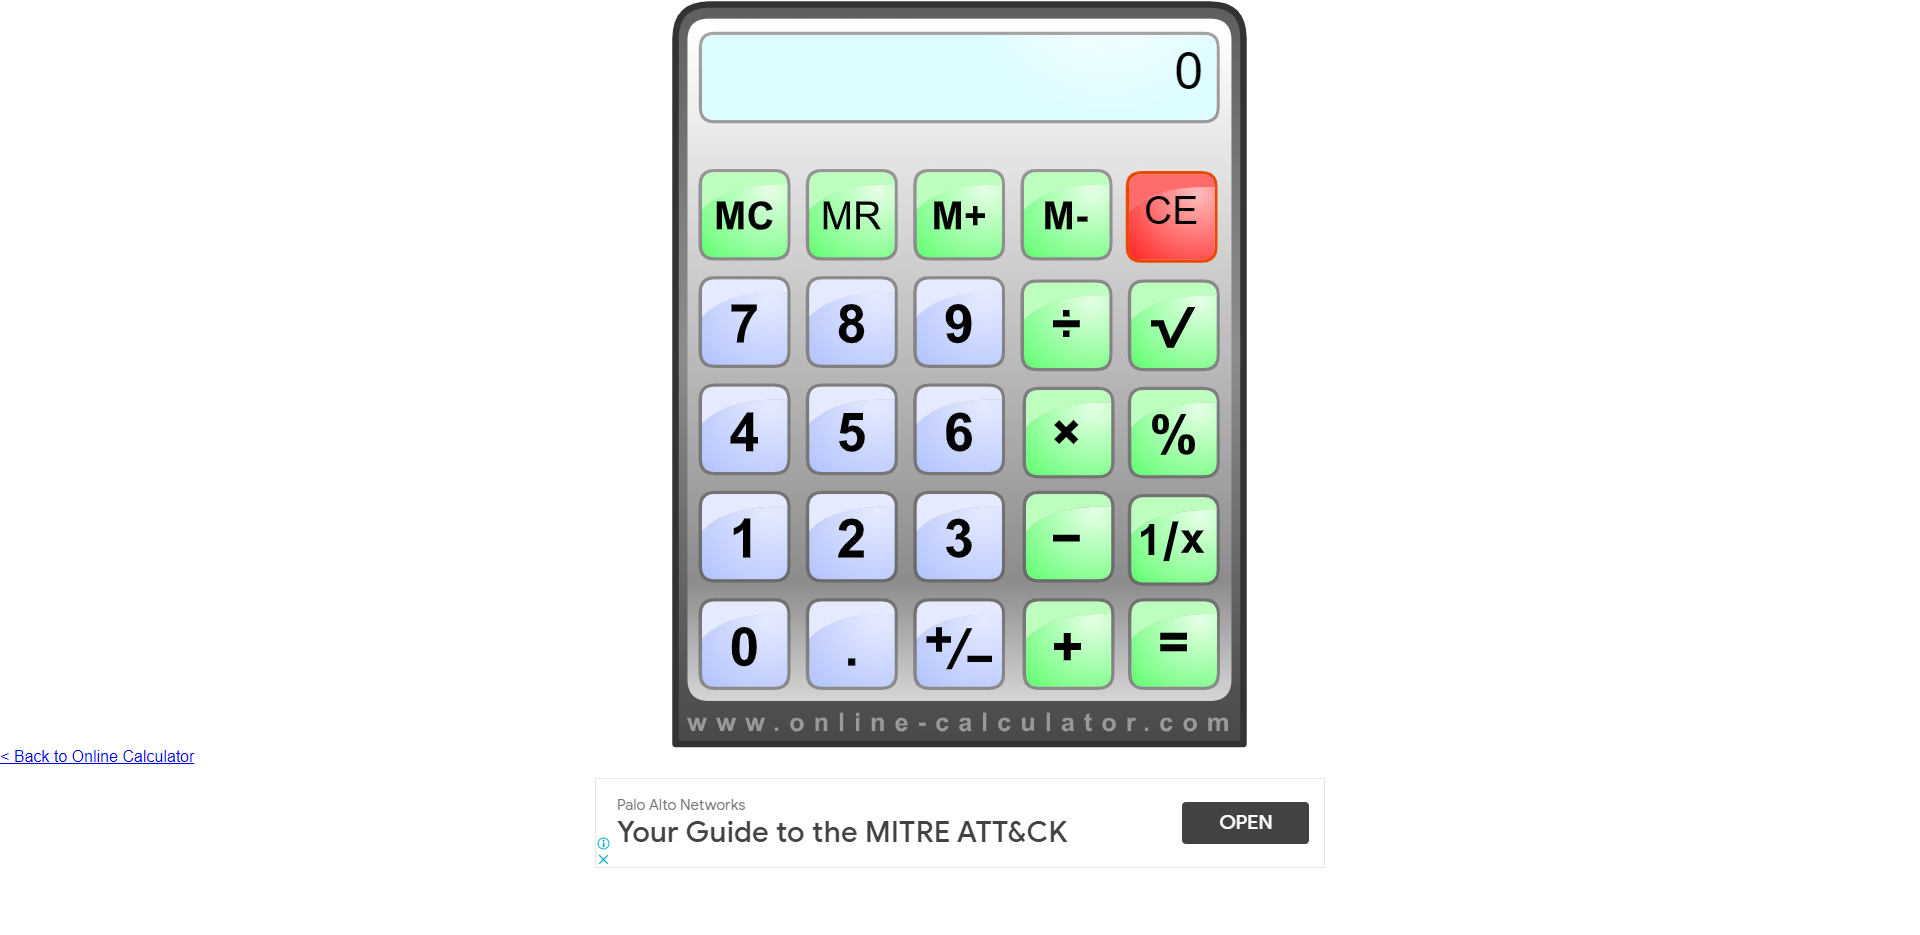 0
MC MR M+ M- CE
7 8 9 ÷ √
4 5 6 × %
1 2 3 − 1/x
0 . +/− + =
www.online-calculator.com
< Back to Online Calculator
Palo Alto Networks
Your Guide to the MITRE ATT&CK
OPEN